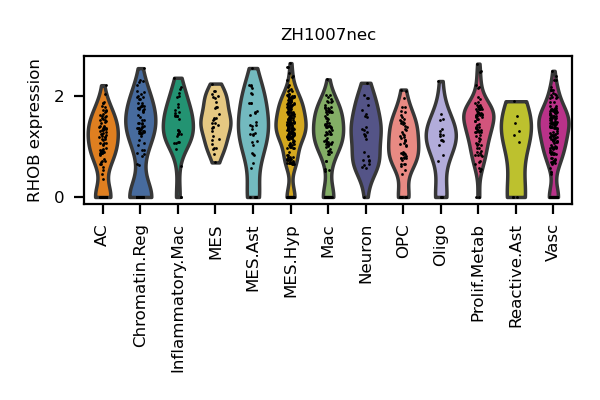 ZH1007nec
RHOB expression
2
0
AC
Chromatin.Reg
Inflammatory.Mac
MES
MES.Ast
MES.Hyp
Mac
Neuron
OPC
Oligo
Prolif.Metab
Reactive.Ast
Vasc